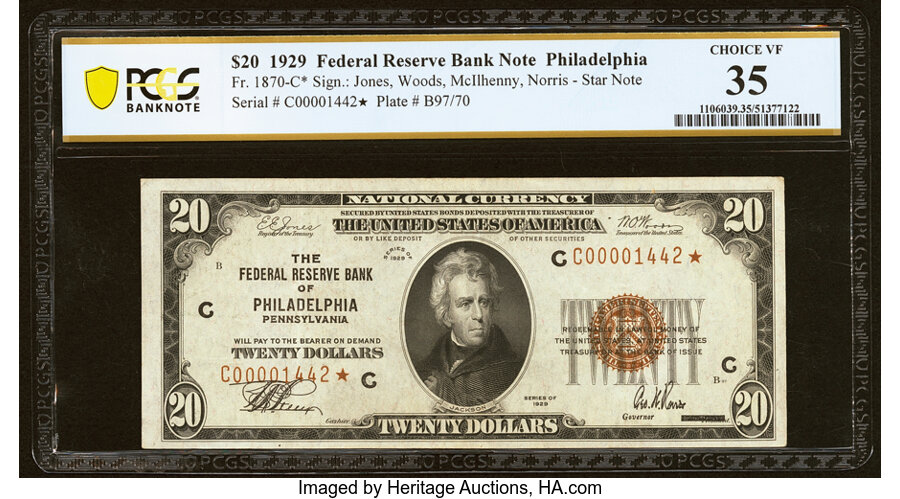 PCGS BANKNOTE
$20 1929 Federal Reserve Bank Note Philadelphia
Fr. 1870-C* Sign.: Jones, Woods, McIlhenny, Norris - Star Note
Serial # C00001442★ Plate # B97/70
CHOICE VF
35
1106039.35/51377122
NATIONAL CURRENCY
SECURED BY UNITED STATES BONDS DEPOSITED WITH THE TREASURER OF
THE UNITED STATES OF AMERICA
OR BY LIKE DEPOSIT OF OTHER SECURITIES
20
20
E.E. Jones
Register of the Treasury
W.O. Woods
Treasurer of the United States
SERIES OF
1929
B
THE
FEDERAL RESERVE BANK
OF
PHILADELPHIA
PENNSYLVANIA
C
C C00001442★
WILL PAY TO THE BEARER ON DEMAND
TWENTY DOLLARS
C00001442★ C
TWENTY
REDEEMABLE IN LAWFUL MONEY OF
THE UNITED STATES AT UNITED STATES
TREASURY OR AT THE BANK OF ISSUE
C
B
JACKSON
SERIES OF
1929
Geo. W. Norris
Governor
20
TWENTY DOLLARS
20
Imaged by Heritage Auctions, HA.com